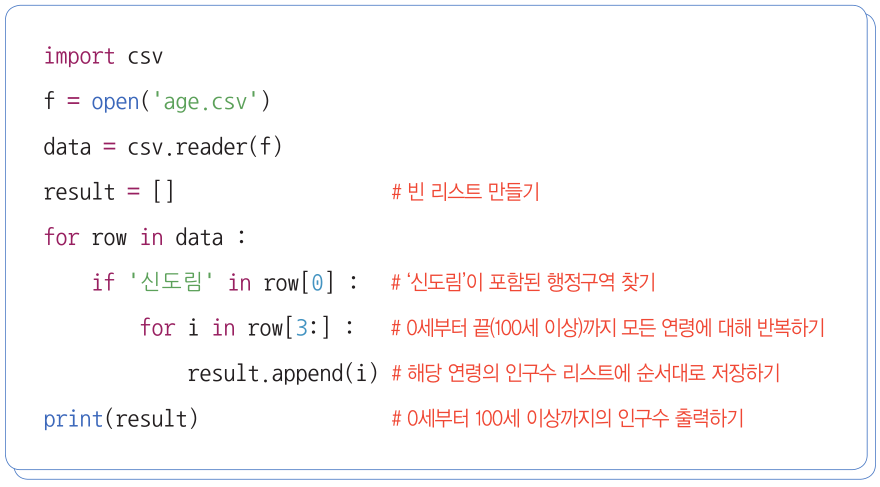 import csv
f = open('age.csv')
data = csv.reader(f)
result = [] # 빈 리스트 만들기
for row in data :
    if '신도림' in row[0] : # ‘신도림’이 포함된 행정구역 찾기
        for i in row[3:] : # 0세부터 끝(100세 이상)까지 모든 연령에 대해 반복하기
            result.append(i) # 해당 연령의 인구수 리스트에 순서대로 저장하기
print(result) # 0세부터 100세 이상까지의 인구수 출력하기